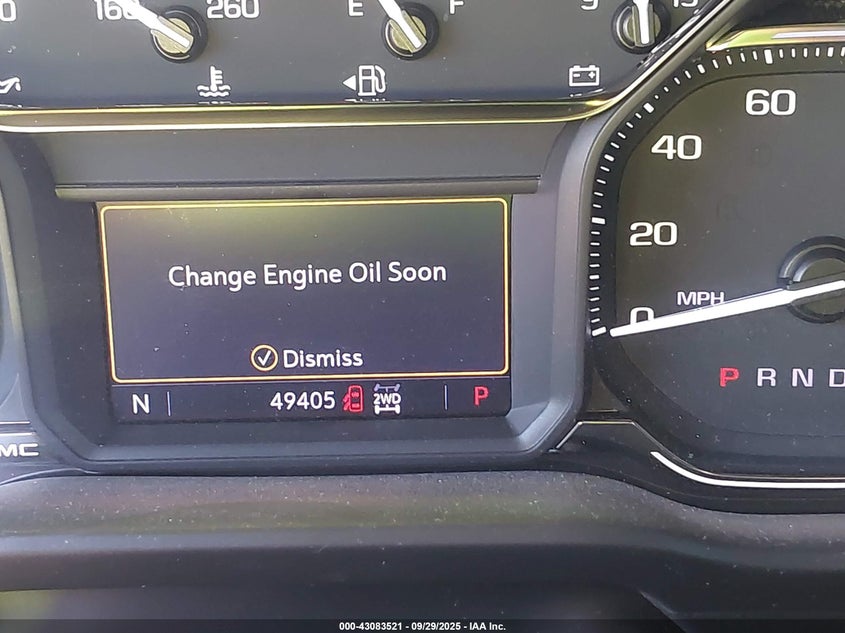 160 260 E F 9
60
40
20
0 MPH
Change Engine Oil Soon
Dismiss
N 49405 2WD P
P R N D
MC
000-43083521 - 09/29/2025 - IAA Inc.